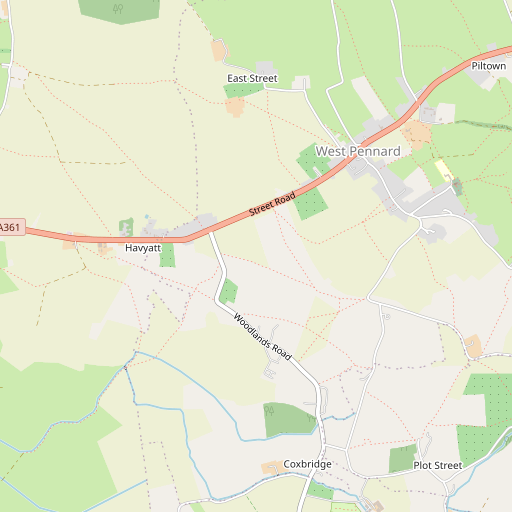 Piltown
East Street
West Pennard
Street Road
A361
Havyatt
Woodlands Road
Coxbridge
Plot Street